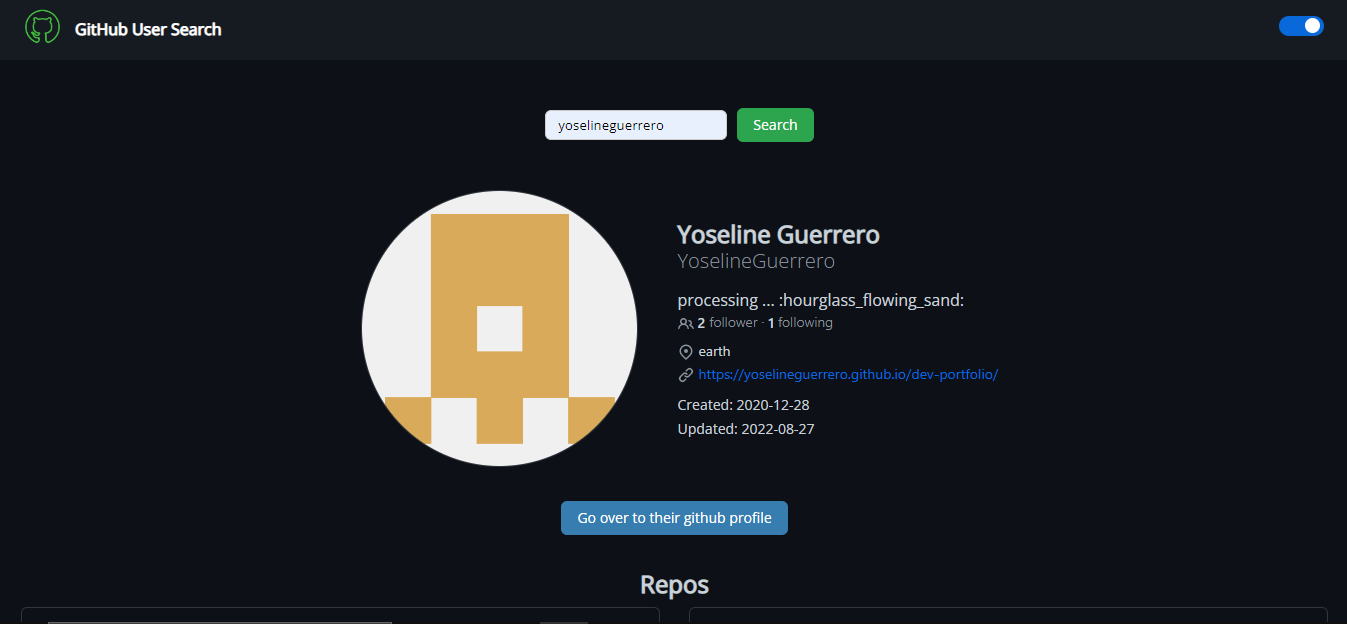 GitHub User Search
yoselineguerrero
Search
Yoseline Guerrero
YoselineGuerrero
processing ... :hourglass_flowing_sand:
2 follower · 1 following
earth
https://yoselineguerrero.github.io/dev-portfolio/
Created: 2020-12-28
Updated: 2022-08-27
Go over to their github profile
Repos